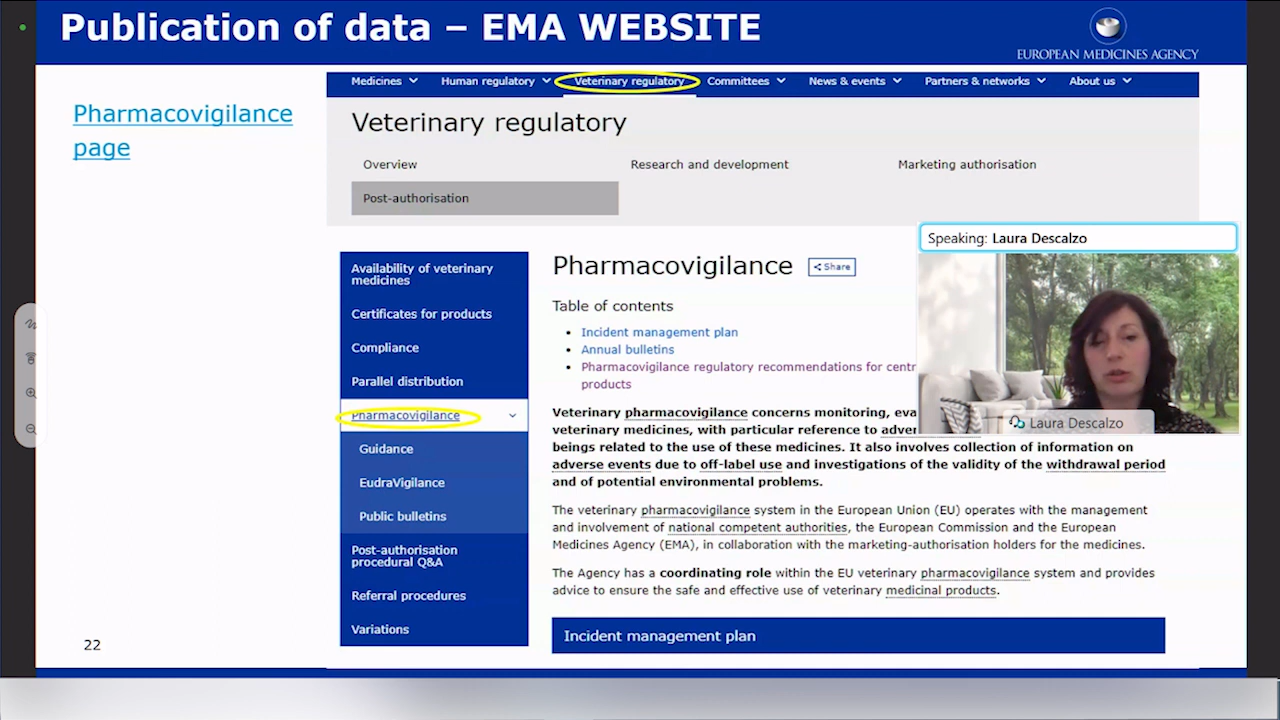 Publication of data – EMA WEBSITE
EUROPEAN MEDICINES AGENCY
Pharmacovigilance
page
Medicines Human regulatory Veterinary regulatory Committees News & events Partners & networks About us
Veterinary regulatory
Overview Research and development Marketing authorisation
Post-authorisation
Speaking: Laura Descalzo
Laura Descalzo
Availability of veterinary
medicines
Certificates for products
Compliance
Parallel distribution
Pharmacovigilance
Guidance
EudraVigilance
Public bulletins
Post-authorisation
procedural Q&A
Referral procedures
Variations
Pharmacovigilance Share
Table of contents
Incident management plan
Annual bulletins
Pharmacovigilance regulatory recommendations for
products
Veterinary pharmacovigilance concerns monitoring,
veterinary medicines, with particular reference to
beings related to the use of these medicines. It also involves collection of information on
adverse events due to off-label use and investigations of the validity of the withdrawal period
and of potential environmental problems.
The veterinary pharmacovigilance system in the European Union (EU) operates with the management
and involvement of national competent authorities, the European Commission and the European
Medicines Agency (EMA), in collaboration with the marketing-authorisation holders for the medicines.
The Agency has a coordinating role within the EU veterinary pharmacovigilance system and provides
advice to ensure the safe and effective use of veterinary medicinal products.
Incident management plan
22